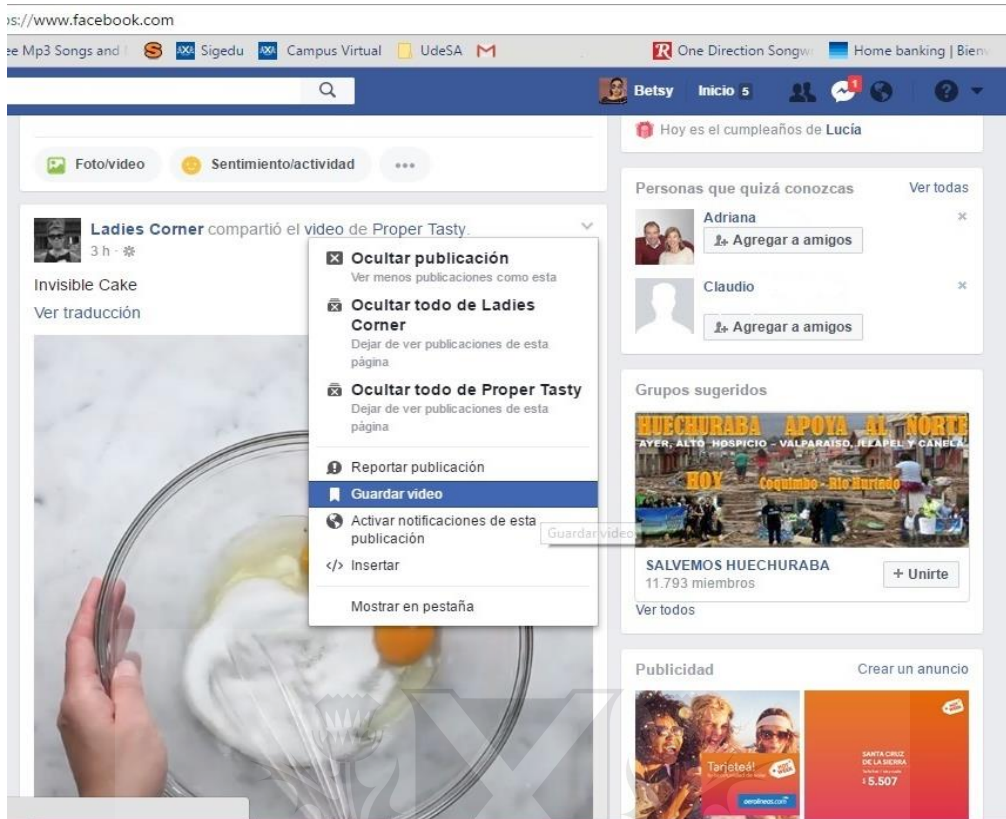 ps://www.facebook.com
ee Mp3 Songs and
Sigedu
Campus Virtual
UdeSA
One Direction Songw
Home banking | Bienv
Betsy
Inicio 5
1
?
Hoy es el cumpleaños de Lucía
Foto/video
Sentimiento/actividad
Personas que quizá conozcas
Ver todas
Adriana
Agregar a amigos
Claudio
Agregar a amigos
Ladies Corner compartió el video de Proper Tasty.
3 h
Invisible Cake
Ver traducción
Ocultar publicación
Ver menos publicaciones como esta
Ocultar todo de Ladies
Corner
Dejar de ver publicaciones de esta
página
Ocultar todo de Proper Tasty
Dejar de ver publicaciones de esta
página
Reportar publicación
Guardar video
Activar notificaciones de esta
publicación
Guardar video
</> Insertar
Mostrar en pestaña
Grupos sugeridos
HUECHURABA APOYA AL NORTE
AYER, ALTO HOSPICIO - VALPARAISO, ILLAPEL Y CANELA
HOY Coquimbo - Rio Hurtado
SALVEMOS HUECHURABA
11.793 miembros
+ Unirte
Ver todos
Publicidad
Crear un anuncio
Tarjeteá!
aerolineas.com
SANTA CRUZ
DE LA SIERRA
$ 5.507